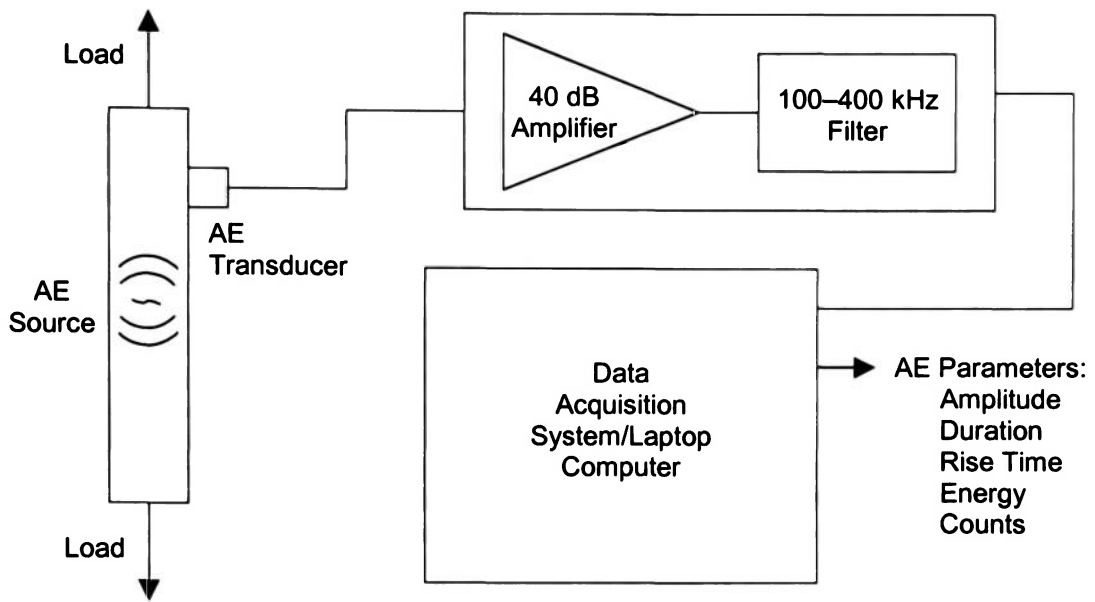 Load
40 dB
Amplifier
100–400 kHz
Filter
AE
Transducer
AE
Source
Data
Acquisition
System/Laptop
Computer
AE Parameters:
Amplitude
Duration
Rise Time
Energy
Counts
Load